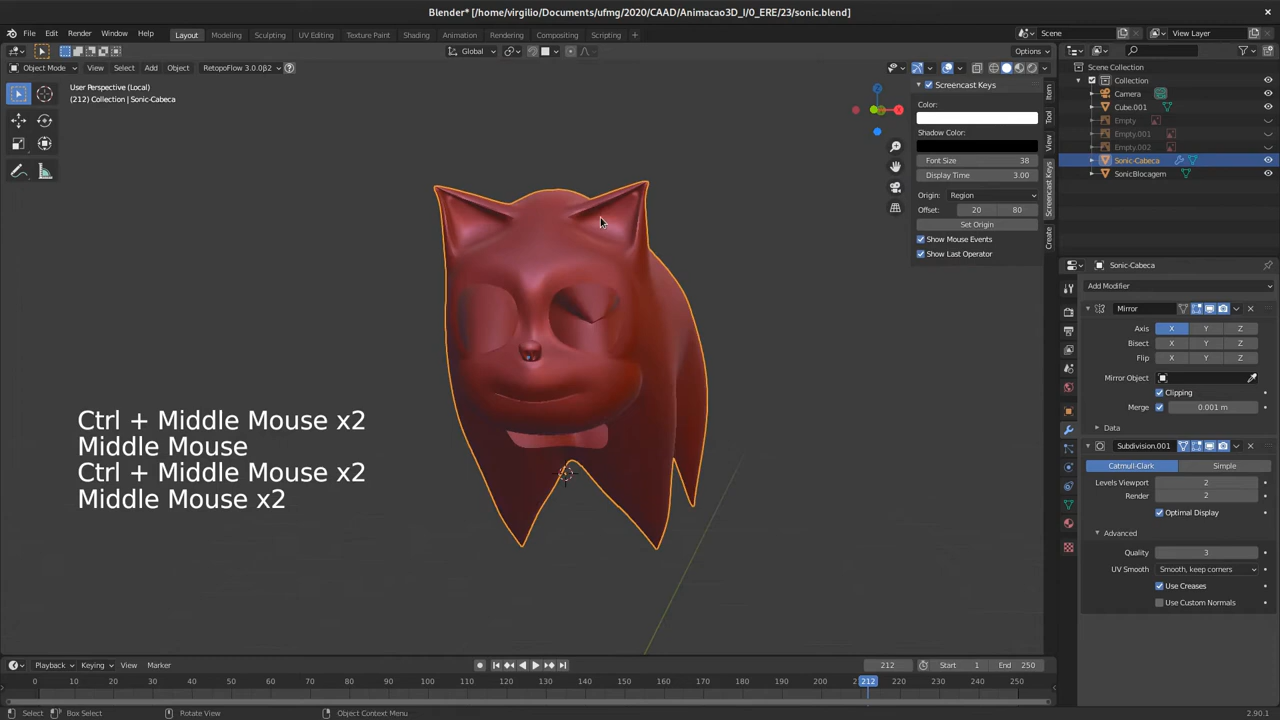 Blender* [/home/virgilio/Documents/ufmg/2020/CAAD/Animacao3D_I/0_ERE/23/sonic.blend]
File Edit Render Window Help Layout Modeling Sculpting UV Editing Texture Paint Shading Animation Rendering Compositing Scripting + Scene View Layer
Global Options
Object Mode View Select Add Object RetopoFlow 3.0.0β2
User Perspective (Local)
(212) Collection | Sonic-Cabeca
Screencast Keys
Color:
Shadow Color:
Font Size 38
Display Time 3.00
Origin: Region
Offset: 20 80
Set Origin
Show Mouse Events
Show Last Operator
Item
Tool
View
Screencast Keys
Create
Scene Collection
Collection
Camera
Cube.001
Empty
Empty.001
Empty.002
Sonic-Cabeca
SonicBlocagem
Sonic-Cabeca
Add Modifier
Mirror
Axis X Y Z
Bisect X Y Z
Flip X Y Z
Mirror Object
Clipping
Merge 0.001 m
Data
Subdivision.001
Catmull-Clark Simple
Levels Viewport 2
Render 2
Optimal Display
Advanced
Quality 3
UV Smooth Smooth, keep corners
Use Creases
Use Custom Normals
Ctrl + Middle Mouse x2
Middle Mouse
Ctrl + Middle Mouse x2
Middle Mouse x2
Playback Keying View Marker 212 Start 1 End 250
0 10 20 30 40 50 60 70 80 90 100 110 120 130 140 150 160 170 180 190 200 212 220 230 240 250
Select Box Select Rotate View Object Context Menu 2.90.1